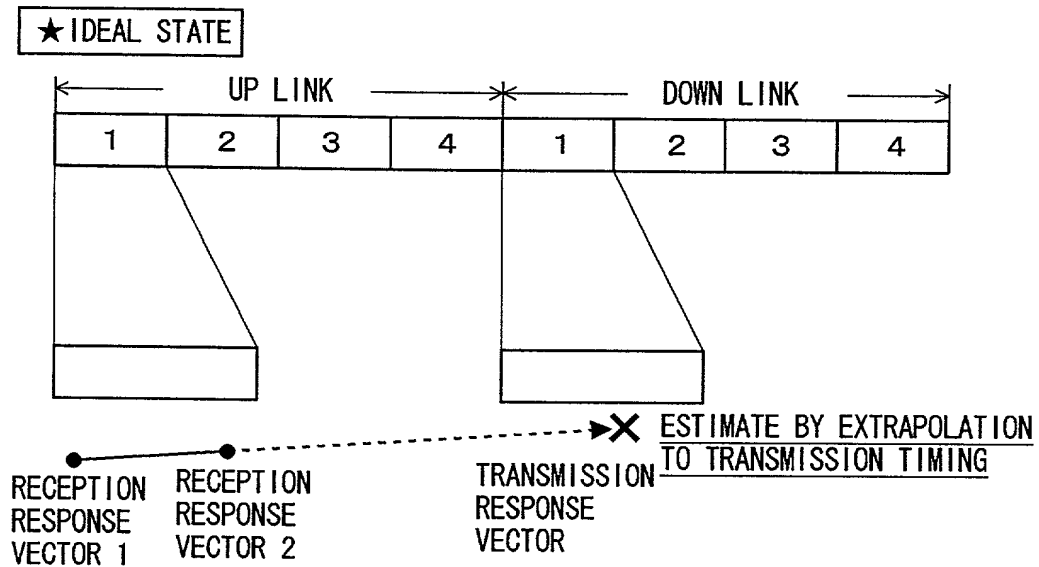 ★IDEAL STATE
UP LINK DOWN LINK
1 2 3 4 1 2 3 4
ESTIMATE BY EXTRAPOLATION
TO TRANSMISSION TIMING
RECEPTION
RESPONSE
VECTOR 1
RECEPTION
RESPONSE
VECTOR 2
TRANSMISSION
RESPONSE
VECTOR